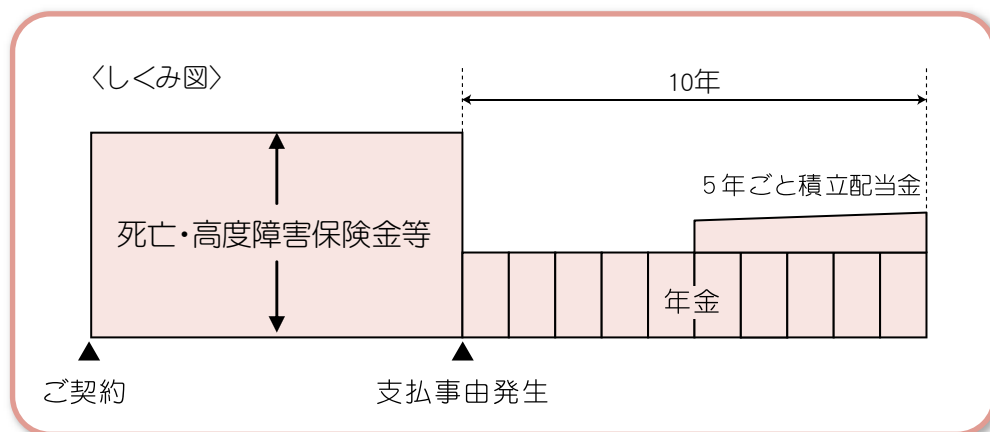 〈しくみ図〉
10年
5年ごと積立配当金
死亡・高度障害保険金等
年金
ご契約
支払事由発生